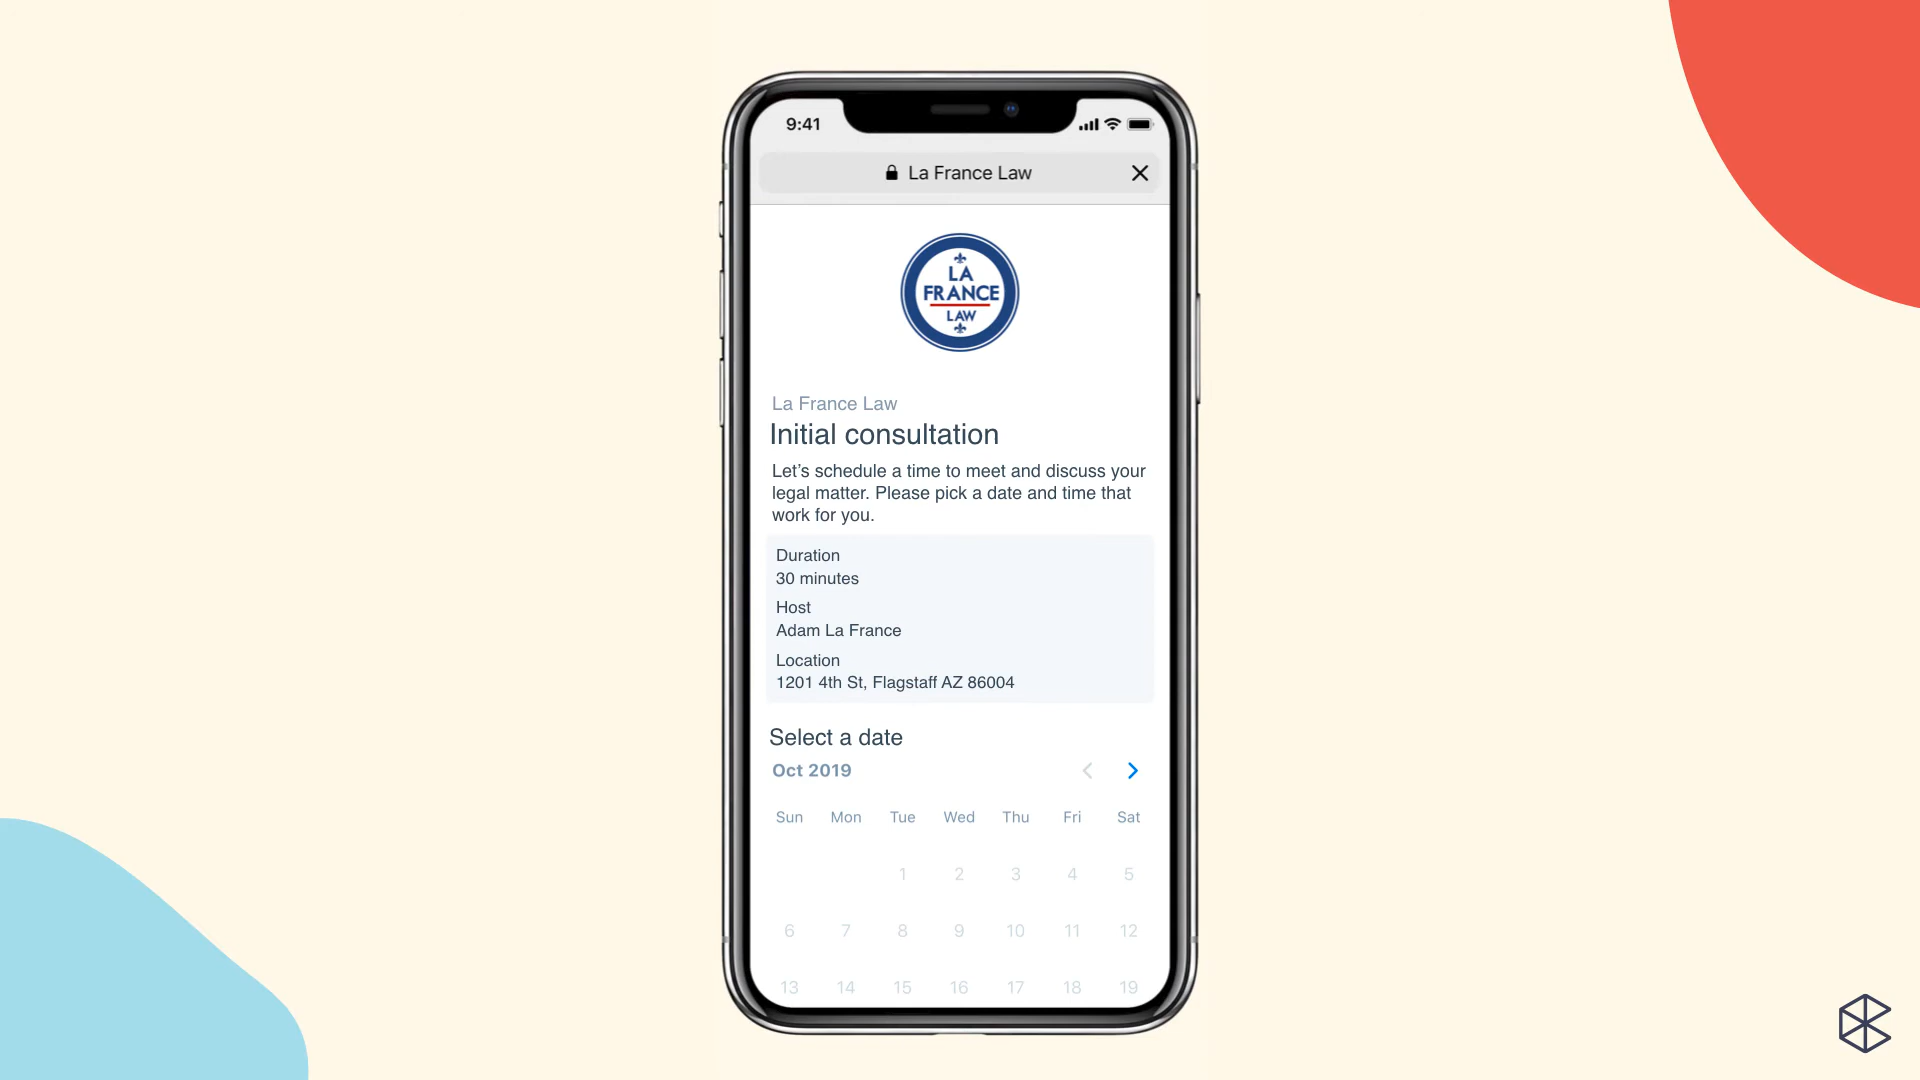 9:41
La France Law
LA
FRANCE
LAW
La France Law
Initial consultation
Let’s schedule a time to meet and discuss your
legal matter. Please pick a date and time that
work for you.
Duration
30 minutes
Host
Adam La France
Location
1201 4th St, Flagstaff AZ 86004
Select a date
Oct 2019
Sun Mon Tue Wed Thu Fri Sat
1 2 3 4 5
6 7 8 9 10 11 12
13 14 15 16 17 18 19